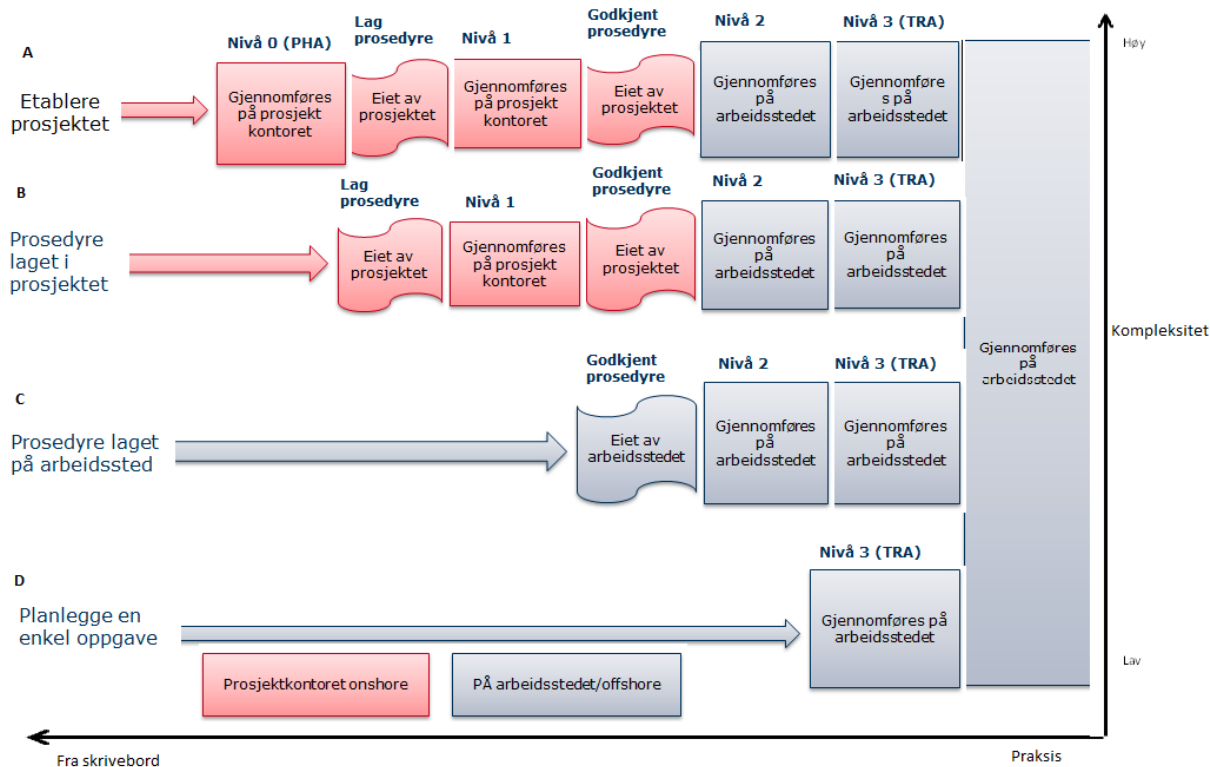 A
Etablere
prosjektet
Nivå 0 (PHA)
Gjennomføres
på prosjekt
kontoret
Lag
prosedyre
Eiet av
prosjektet
Nivå 1
Gjennomføres
på prosjekt
kontoret
Godkjent
prosedyre
Eiet av
prosjektet
Nivå 2
Gjennomføres
på
arbeidsstedet
Nivå 3 (TRA)
Gjennomføre
s på
arbeidsstedet
Høy
B
Prosedyre
laget i
prosjektet
Lag
prosedyre
Eiet av
prosjektet
Nivå 1
Gjennomføres
på prosjekt
kontoret
Godkjent
prosedyre
Eiet av
prosjektet
Nivå 2
Gjennomføres
på
arbeidsstedet
Nivå 3 (TRA)
Gjennomføres
på
arbeidsstedet
Gjennomføres
på
arbeidsstedet
Kompleksitet
C
Prosedyre laget
på arbeidssted
Godkjent
prosedyre
Eiet av
arbeidsstedet
Nivå 2
Gjennomføres
på
arbeidsstedet
Nivå 3 (TRA)
Gjennomføres
på
arbeidsstedet
D
Planlegge en
enkel oppgave
Nivå 3 (TRA)
Gjennomføres på
arbeidsstedet
Lav
Prosjektkontoret onshore
PÅ arbeidsstedet/offshore
Fra skrivebord
Praksis